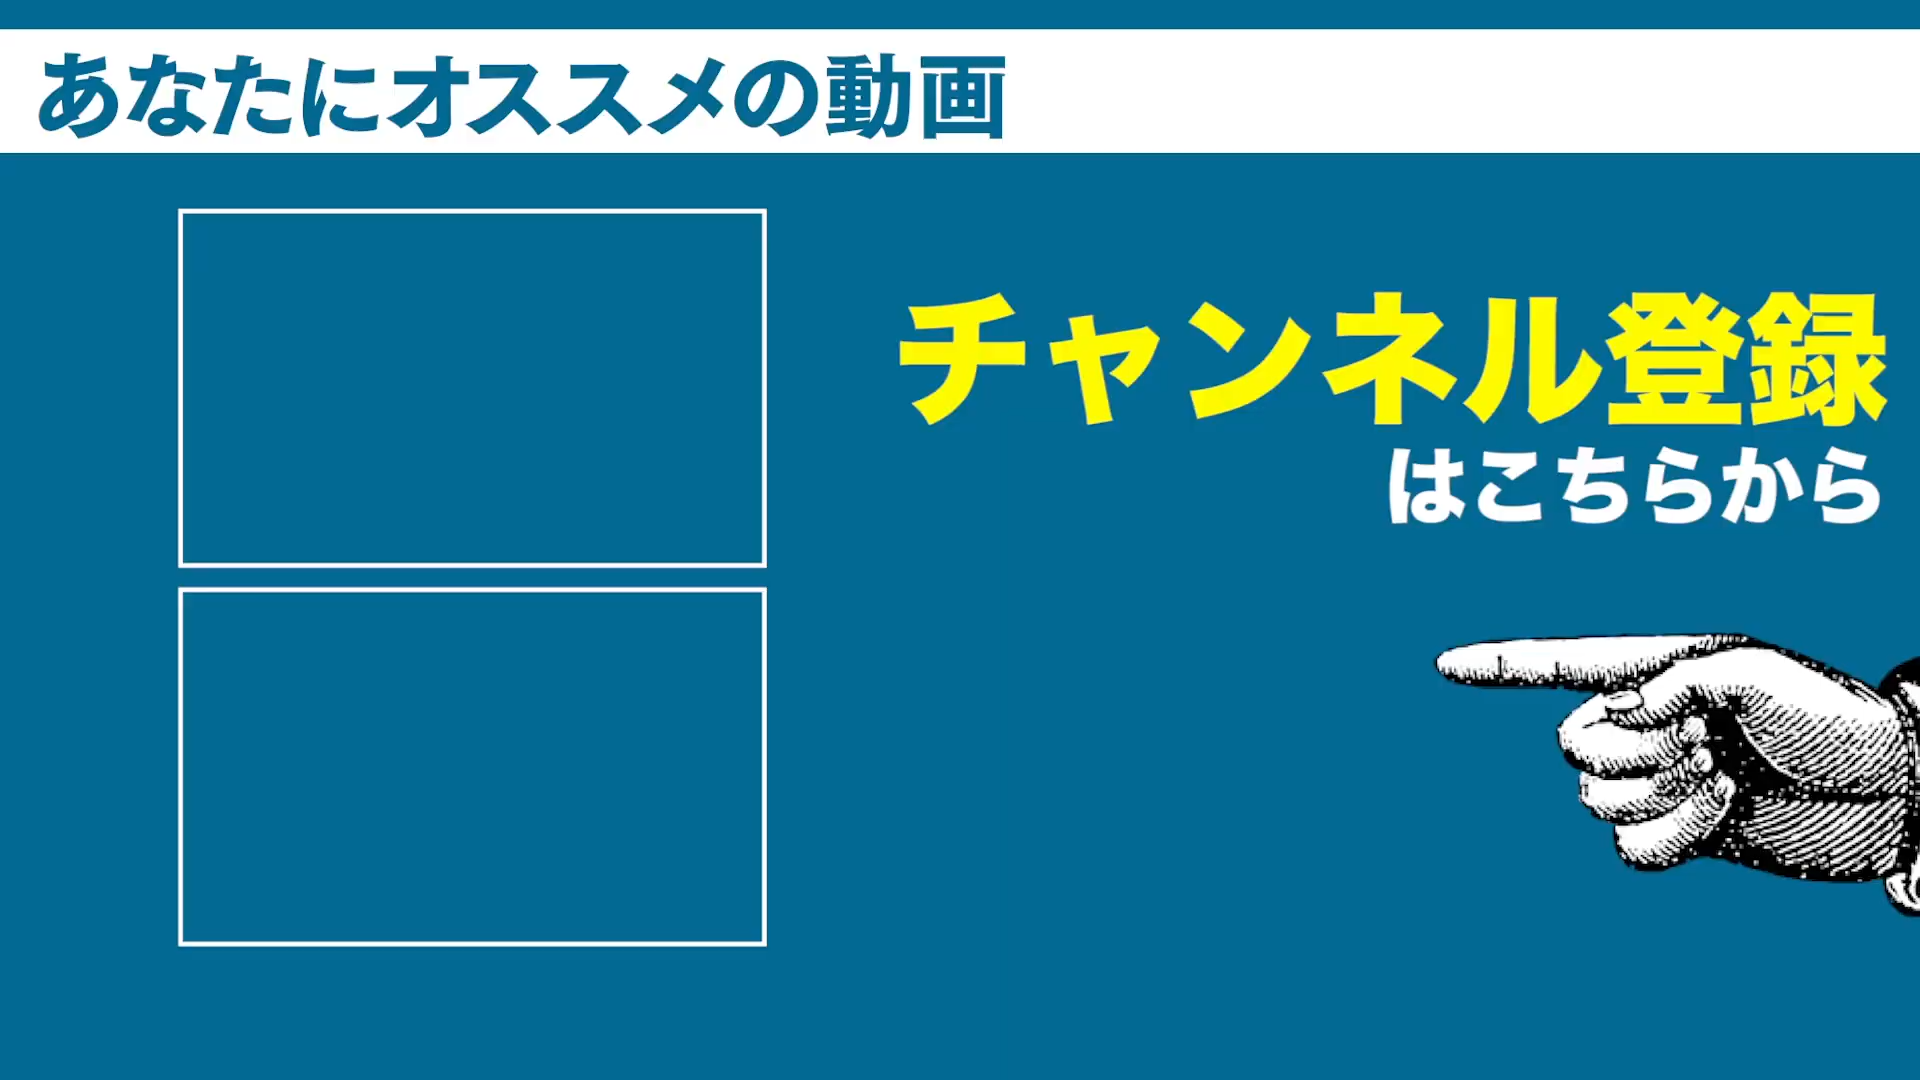 あなたにオススメの動画
チャンネル登録
はこちらから